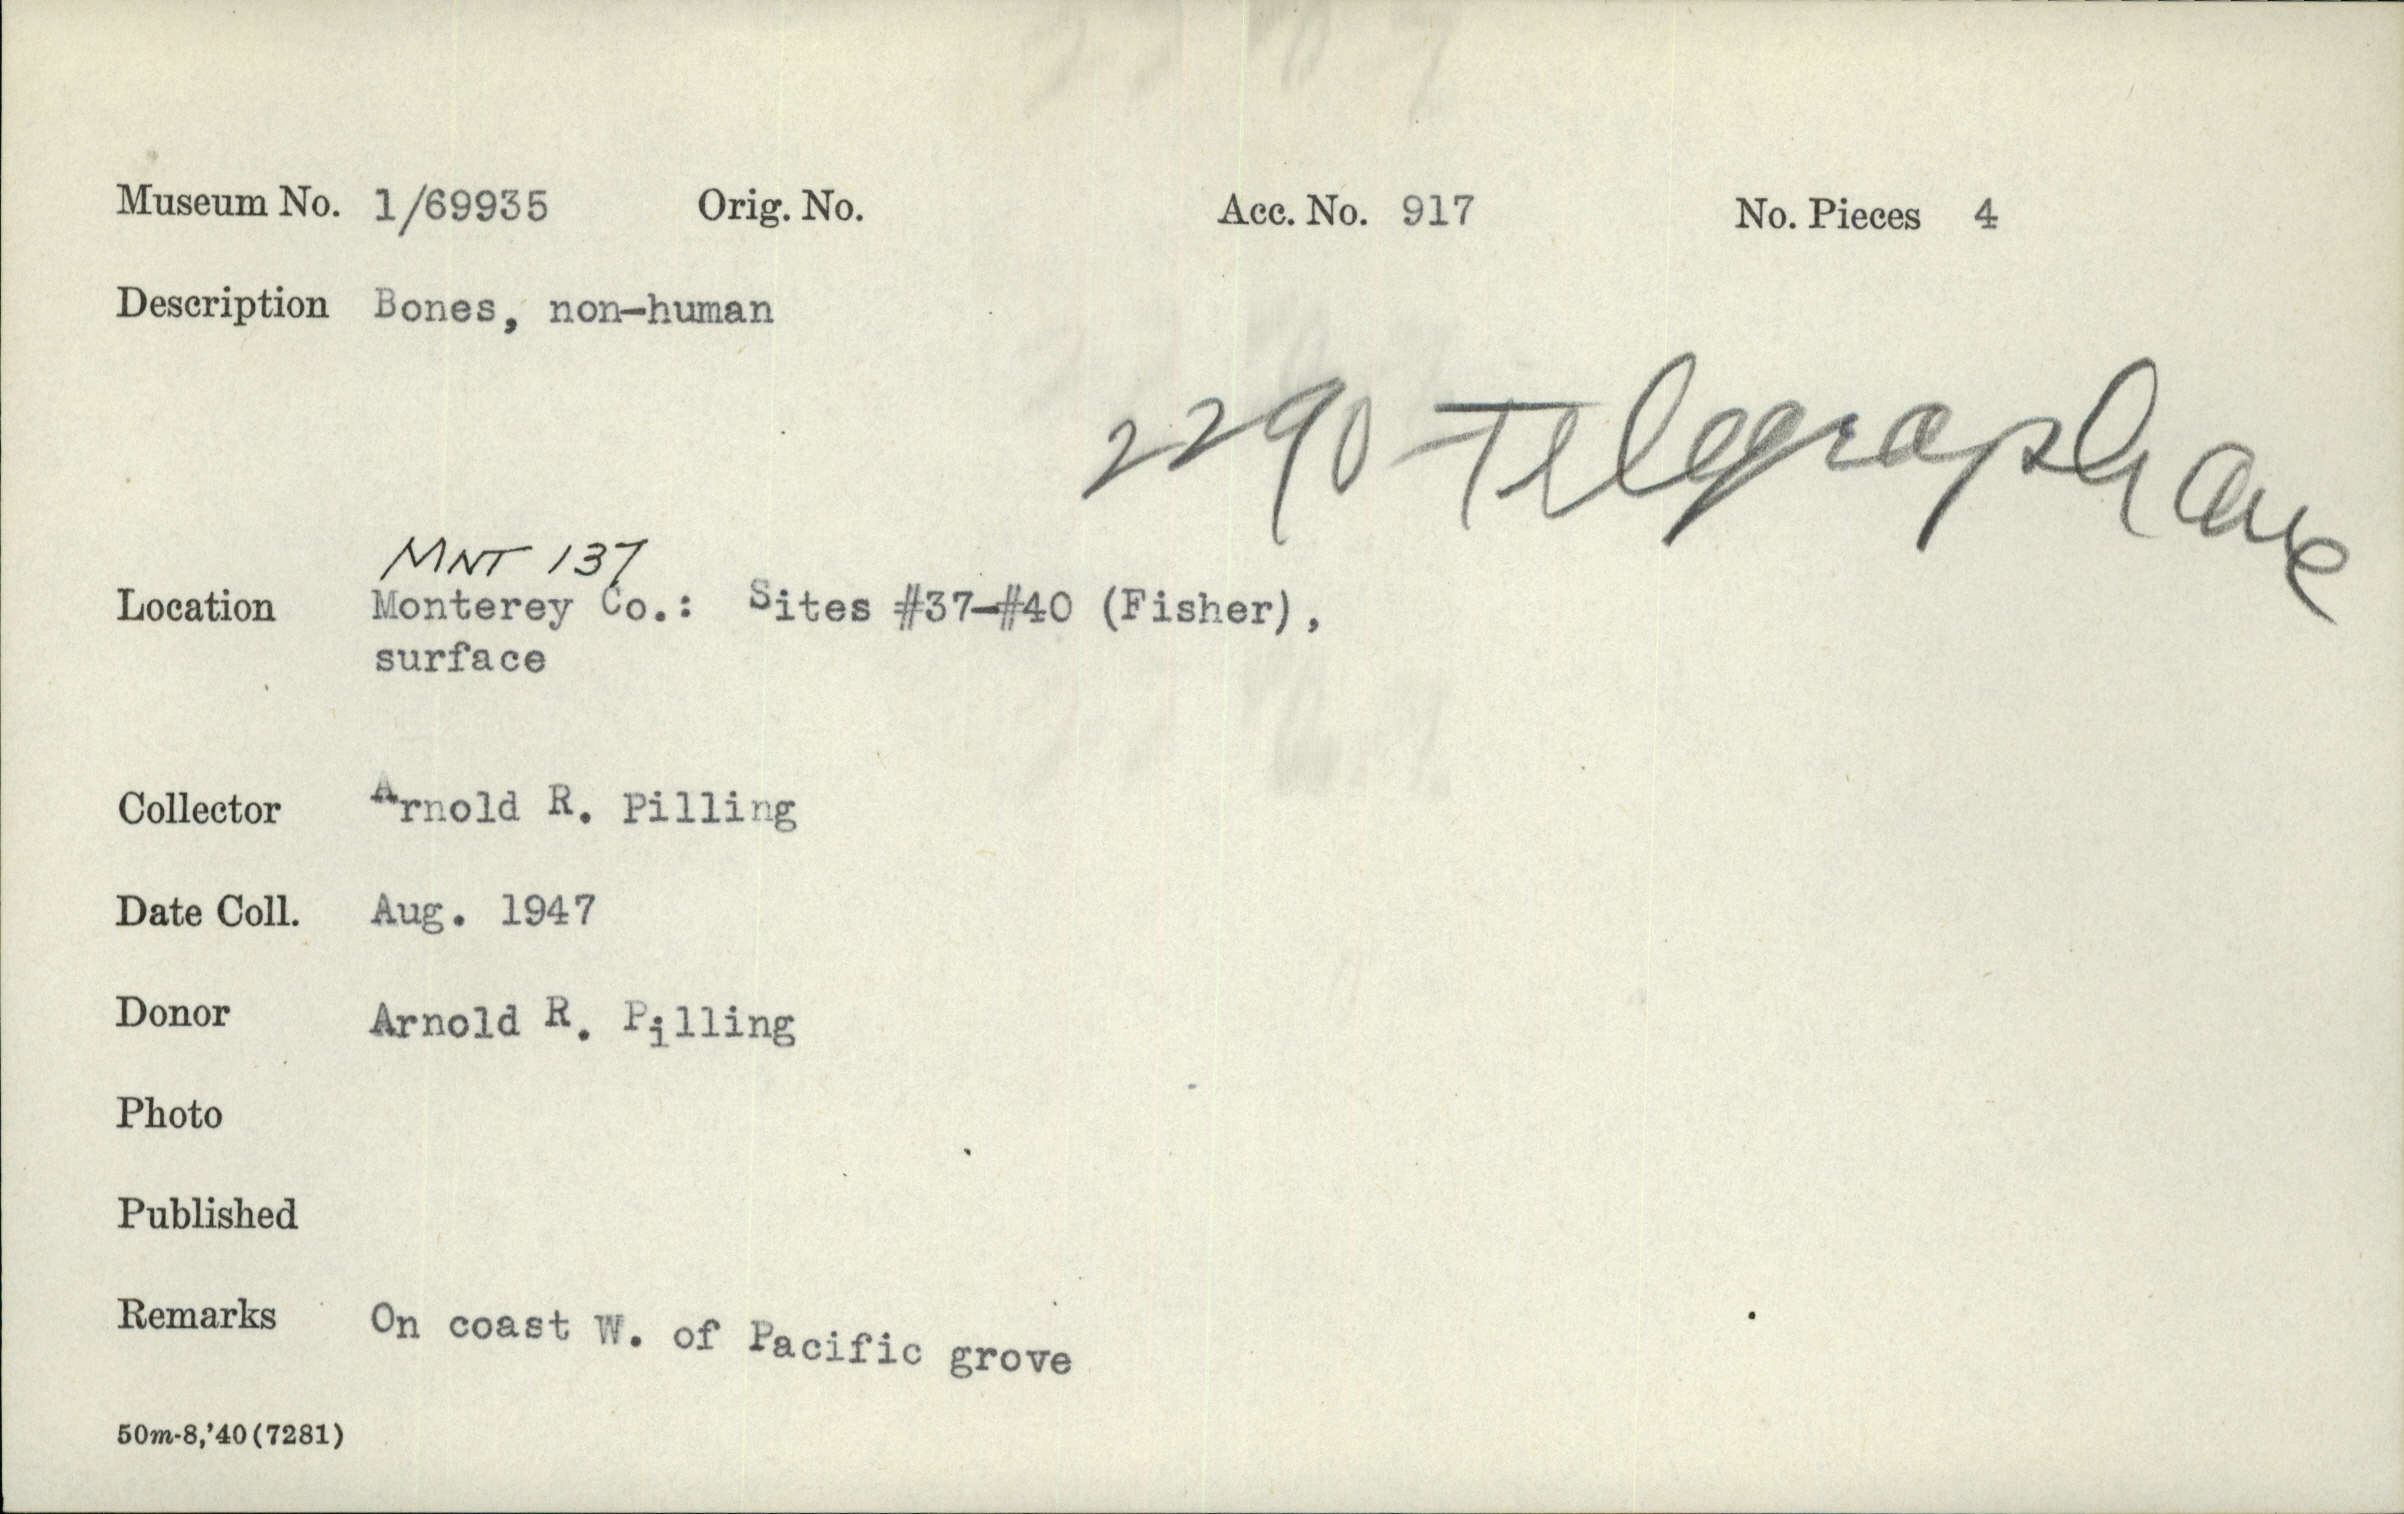 Museum No. 1/69935 Orig. No. Acc. No. 917 No. Pieces 4
Description Bones, non-human
2290 Telegraph Ave
MNT 137
Location Monterey Co.: Sites #37-#40 (Fisher),
surface
Collector Arnold R. Pilling
Date Coll. Aug. 1947
Donor Arnold R. Pilling
Photo
Published
Remarks On coast W. of Pacific grove
50m-8,'40(7281)